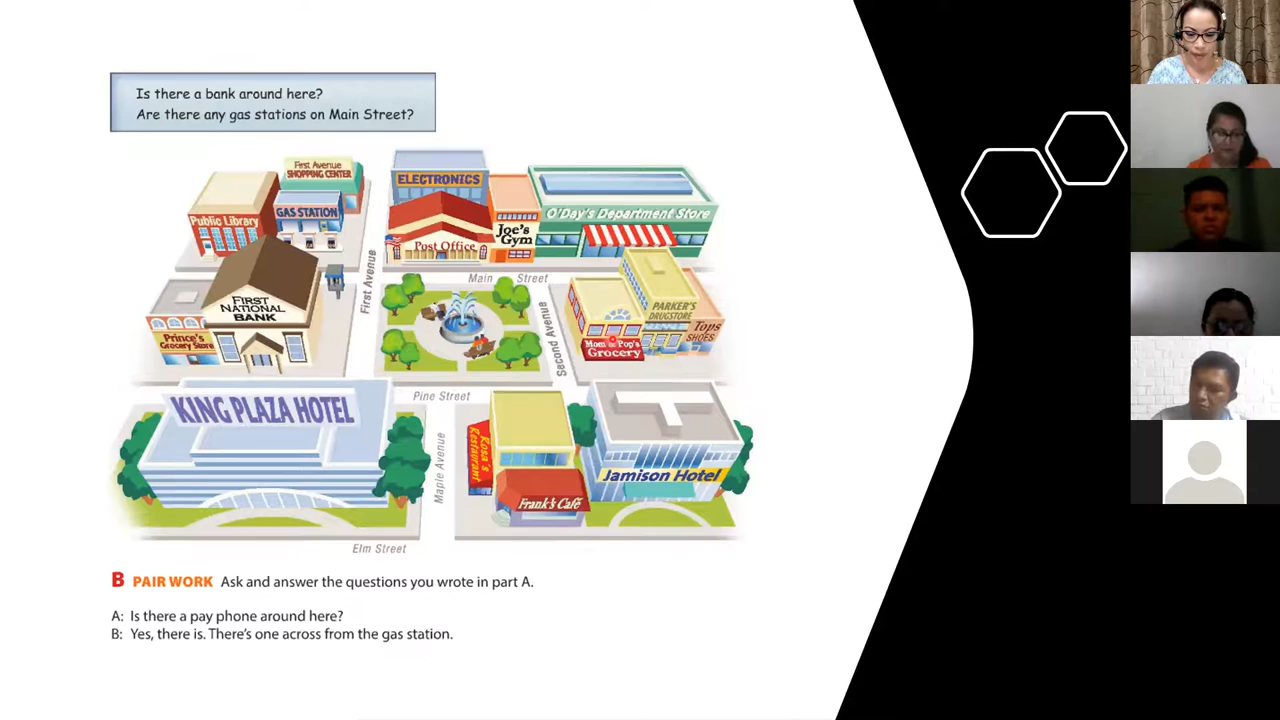 Is there a bank around here?
Are there any gas stations on Main Street?
First Avenue
SHOPPING CENTER
Public Library
GAS STATION
ELECTRONICS
Post Office
Joe's
Gym
O'Day's Department Store
Main Street
First Avenue
Second Avenue
FIRST
NATIONAL
BANK
Prince's
Grocery Store
PARKER'S
DRUGSTORE
Tops
SHOES
Mom & Pop's
Grocery
Pine Street
KING PLAZA HOTEL
Maple Avenue
Rosa's
Restaurant
Frank's Café
Jamison Hotel
Elm Street
B PAIR WORK Ask and answer the questions you wrote in part A.
A: Is there a pay phone around here?
B: Yes, there is. There's one across from the gas station.